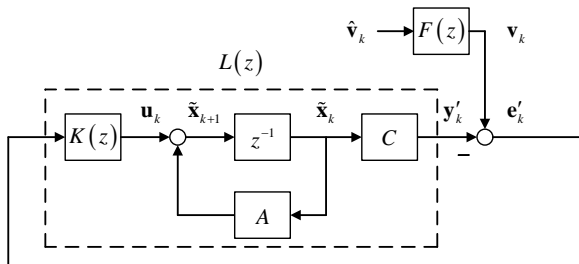 v̂ₖ
F(z)
vₖ
L(z)
K(z)
uₖ
x̃ₖ₊₁
z⁻¹
x̃ₖ
C
y′ₖ
−
e′ₖ
A